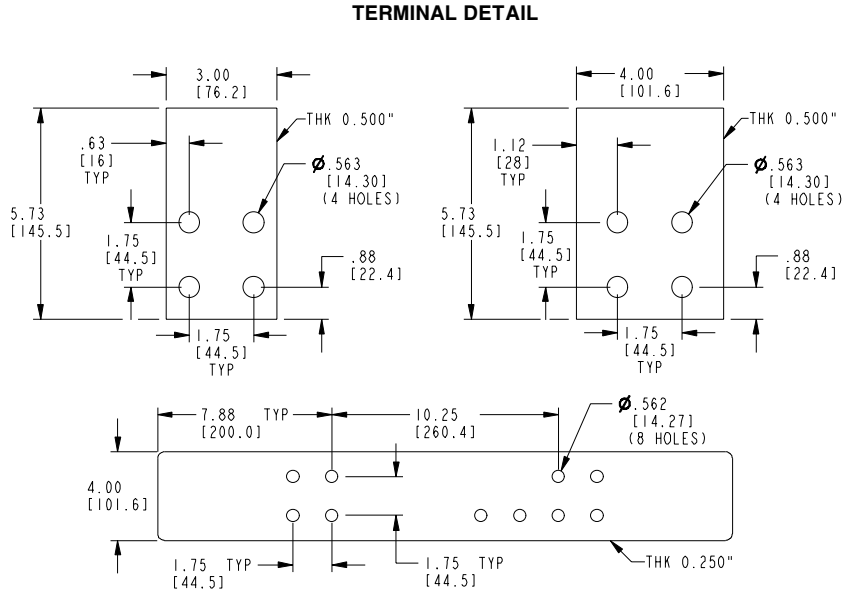 TERMINAL DETAIL
3.00
[76.2]
THK 0.500"
.63
[16]
TYP
Ø.563
[14.30]
(4 HOLES)
5.73
[145.5]
1.75
[44.5]
TYP
.88
[22.4]
1.75
[44.5]
TYP
4.00
[101.6]
THK 0.500"
1.12
[28]
TYP
Ø.563
[14.30]
(4 HOLES)
5.73
[145.5]
1.75
[44.5]
TYP
.88
[22.4]
1.75
[44.5]
TYP
7.88 TYP
[200.0]
10.25
[260.4]
Ø.562
[14.27]
(8 HOLES)
4.00
[101.6]
1.75 TYP
[44.5]
1.75 TYP
[44.5]
THK 0.250"